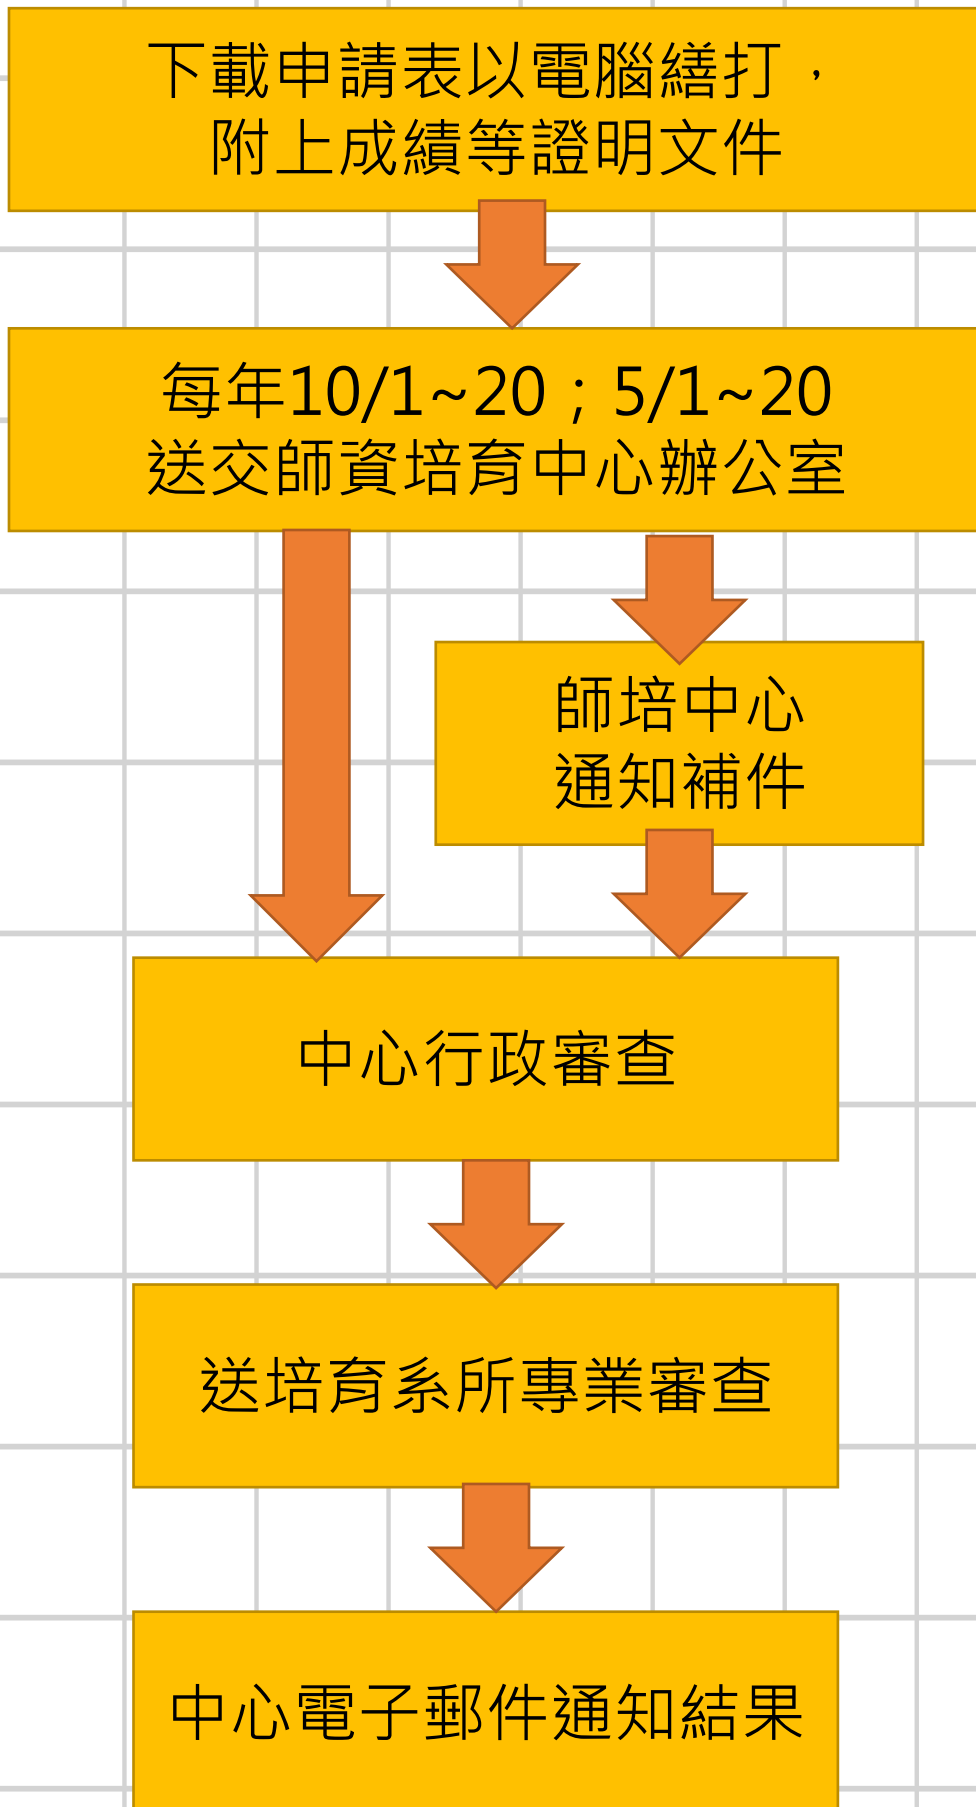 下載申請表以電腦繕打，
附上成績等證明文件
每年10/1~20；5/1~20
送交師資培育中心辦公室
師培中心
通知補件
中心行政審查
送培育系所專業審查
中心電子郵件通知結果